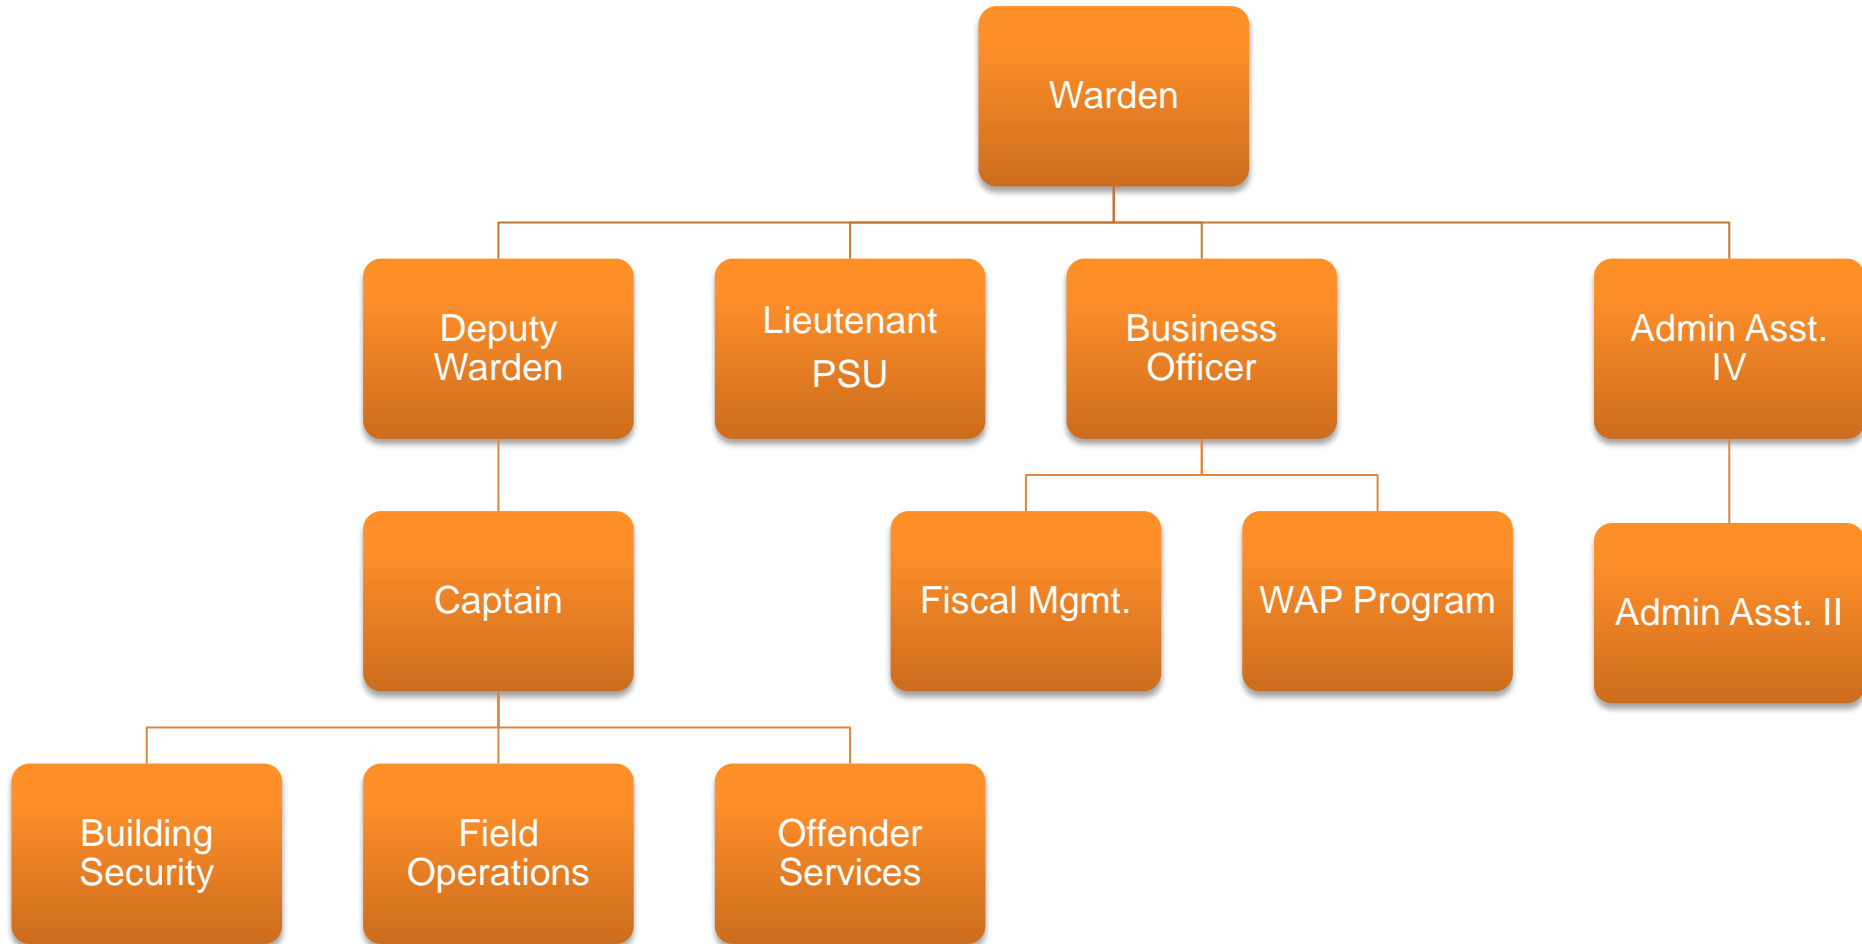 Warden
Deputy
Warden
Lieutenant
PSU
Business
Officer
Admin Asst.
IV
Captain
Fiscal Mgmt.
WAP Program
Admin Asst. II
Building
Security
Field
Operations
Offender
Services